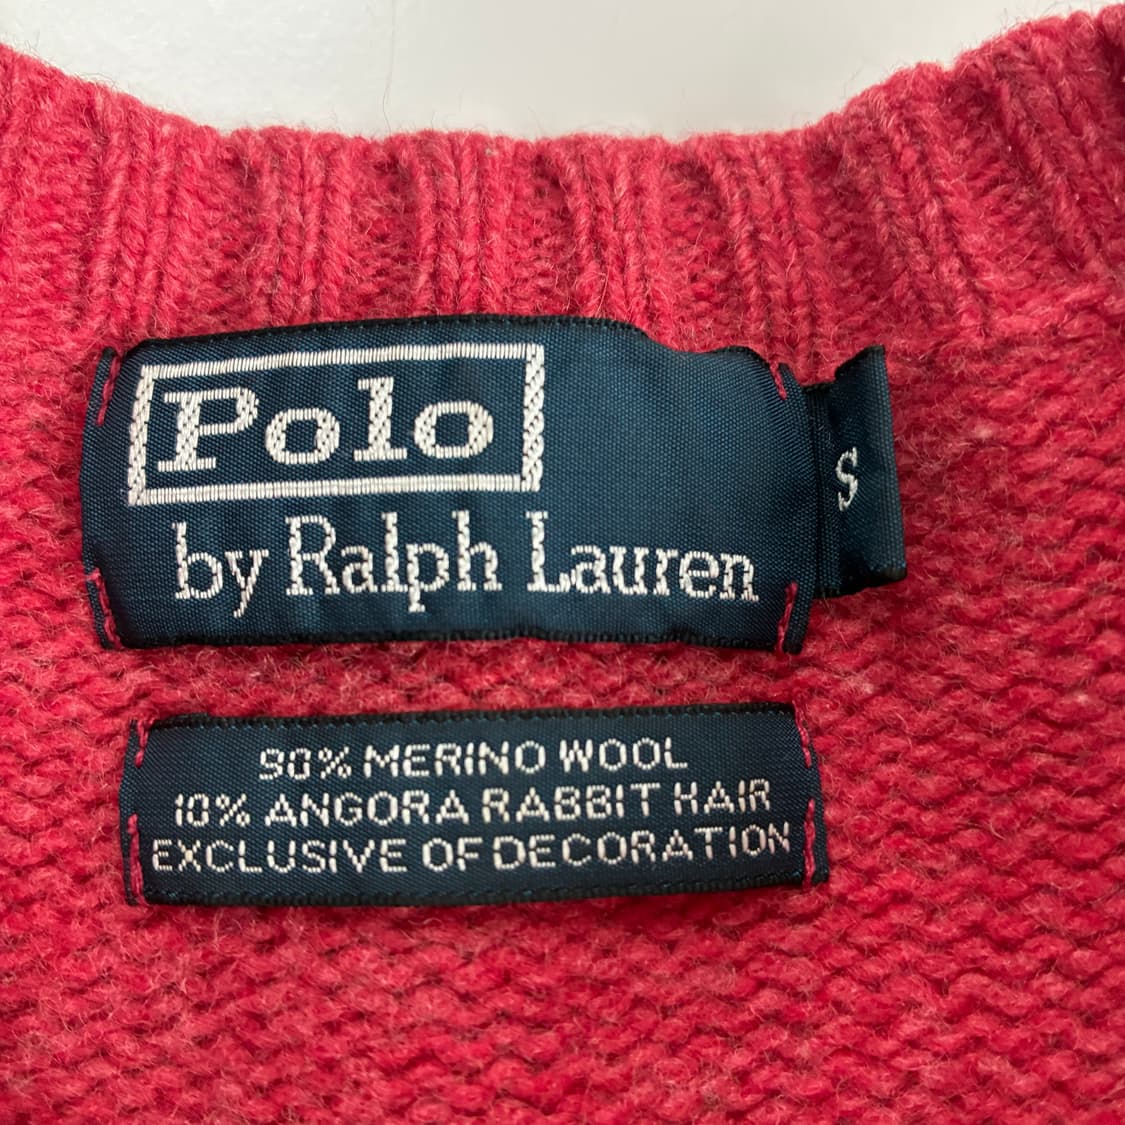 Polo
by Ralph Lauren
S
90% MERINO WOOL
10% ANGORA RABBIT HAIR
EXCLUSIVE OF DECORATION